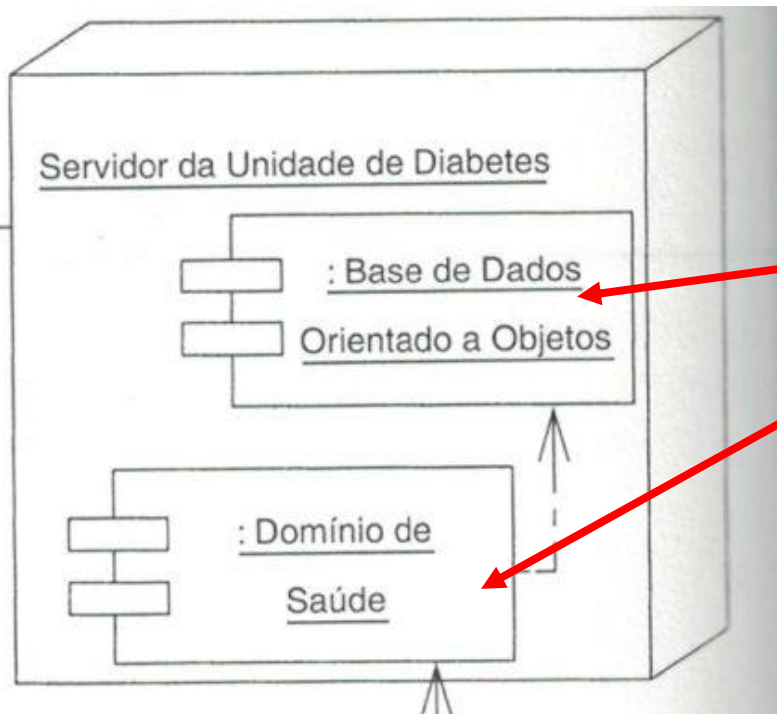 Servidor da Unidade de Diabetes
: Base de Dados
Orientado a Objetos
: Domínio de
Saúde